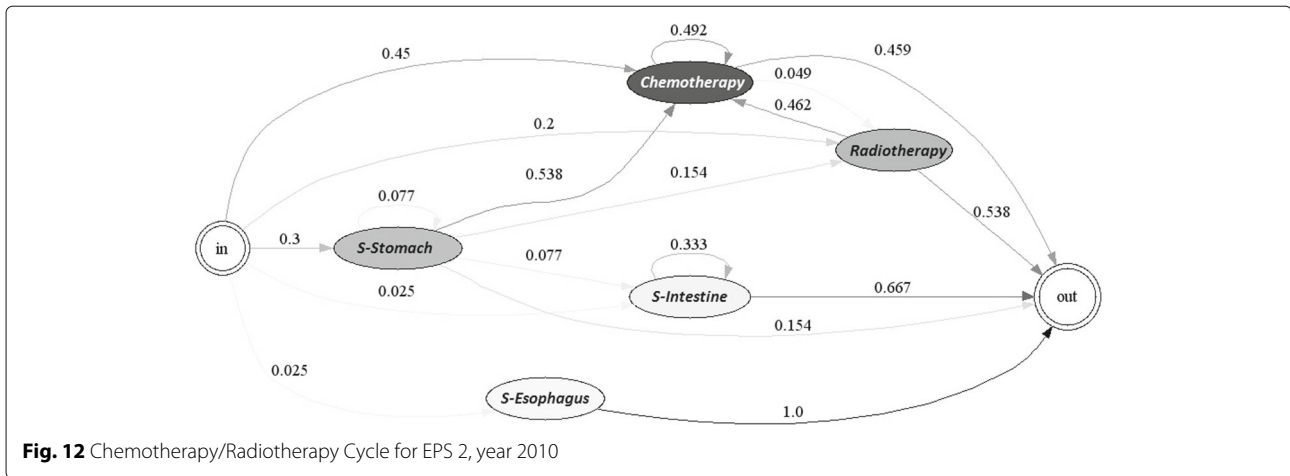 0.492
0.45
0.459
Chemotherapy
0.049
0.462
0.2
Radiotherapy
0.538
0.154
0.077
0.538
in
0.3
S-Stomach
0.077
0.333
0.025
S-Intestine
0.667
out
0.154
0.025
S-Esophagus
1.0
Fig. 12 Chemotherapy/Radiotherapy Cycle for EPS 2, year 2010